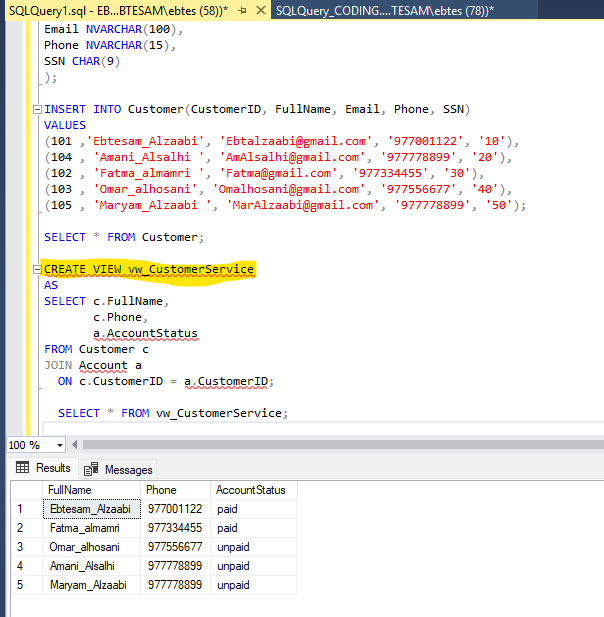 SQLQuery1.sql - EB...BTESAM\ebtes (58))* SQLQuery_CODING....TESAM\ebtes (78))*
Email NVARCHAR(100),
Phone NVARCHAR(15),
SSN CHAR(9)
);
INSERT INTO Customer(CustomerID, FullName, Email, Phone, SSN)
VALUES
(101 ,'Ebtesam_Alzaabi', 'Ebtalzaabi@gmail.com', '977001122', '10'),
(104 , 'Amani_Alsalhi ', 'AmAlsalhi@gmail.com', '977778899', '20'),
(102 , 'Fatma_almamri ', 'Fatma@gmail.com', '977334455', '30'),
(103 , 'Omar_alhosani', 'Omalhosani@gmail.com', '977556677', '40'),
(105 , 'Maryam_Alzaabi ', 'MarAlzaabi@gmail.com', '977778899', '50');
SELECT * FROM Customer;
CREATE VIEW vw_CustomerService
AS
SELECT c.FullName,
c.Phone,
a.AccountStatus
FROM Customer c
JOIN Account a
ON c.CustomerID = a.CustomerID;
SELECT * FROM vw_CustomerService;
100 %
Results Messages
FullName Phone AccountStatus
1 Ebtesam_Alzaabi 977001122 paid
2 Fatma_almamri 977334455 paid
3 Omar_alhosani 977556677 unpaid
4 Amani_Alsalhi 977778899 unpaid
5 Maryam_Alzaabi 977778899 unpaid